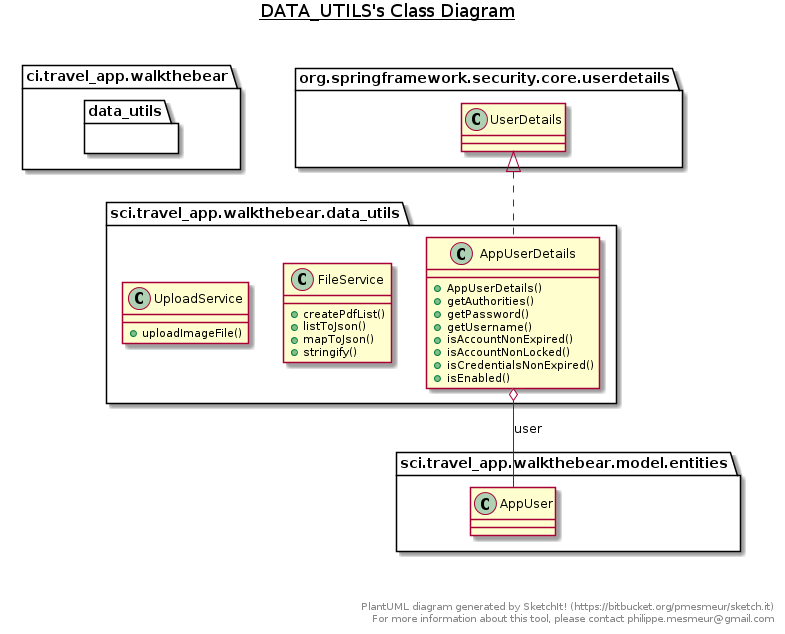 DATA_UTILS's Class Diagram
ci.travel_app.walkthebear
data_utils
org.springframework.security.core.userdetails
C UserDetails
sci.travel_app.walkthebear.data_utils
C UploadService
uploadImageFile()
C FileService
createPdfList()
listToJson()
mapToJson()
stringify()
C AppUserDetails
AppUserDetails()
getAuthorities()
getPassword()
getUsername()
isAccountNonExpired()
isAccountNonLocked()
isCredentialsNonExpired()
isEnabled()
user
sci.travel_app.walkthebear.model.entities
C AppUser
PlantUML diagram generated by SketchIt! (https://bitbucket.org/pmesmeur/sketch.it)
For more information about this tool, please contact philippe.mesmeur@gmail.com